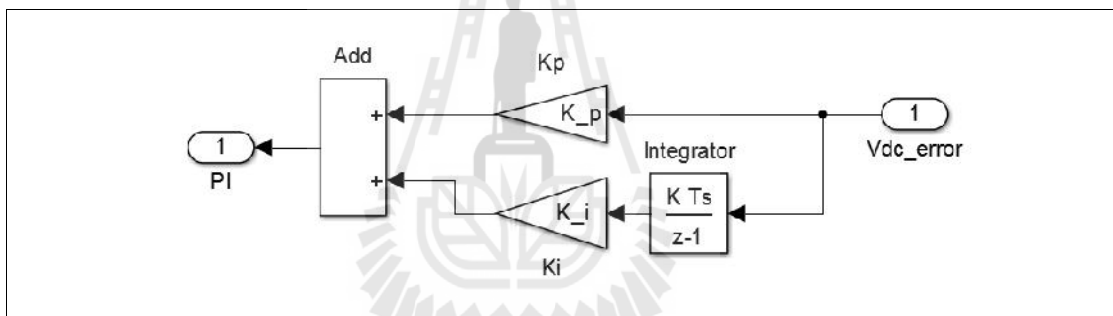 Add
Kp
+
K_p
1
1
PI
Vdc_error
Integrator
+
K_i
K Ts
z-1
Ki